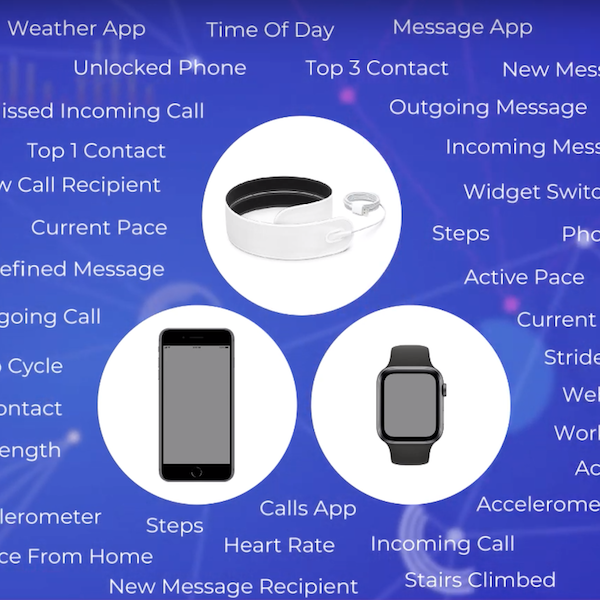 Weather App
Time Of Day
Message App
Unlocked Phone
Top 3 Contact
New Mess
issed Incoming Call
Outgoing Message
Top 1 Contact
Incoming Mess
w Call Recipient
Widget Switc
Current Pace
Steps
Pho
efined Message
Active Pace
going Call
Current
Cycle
Stride
ontact
Wel
ength
Work
Ac
lerometer
Steps
Calls App
Accelerome
ce From Home
Heart Rate
Incoming Call
New Message Recipient
Stairs Climbed